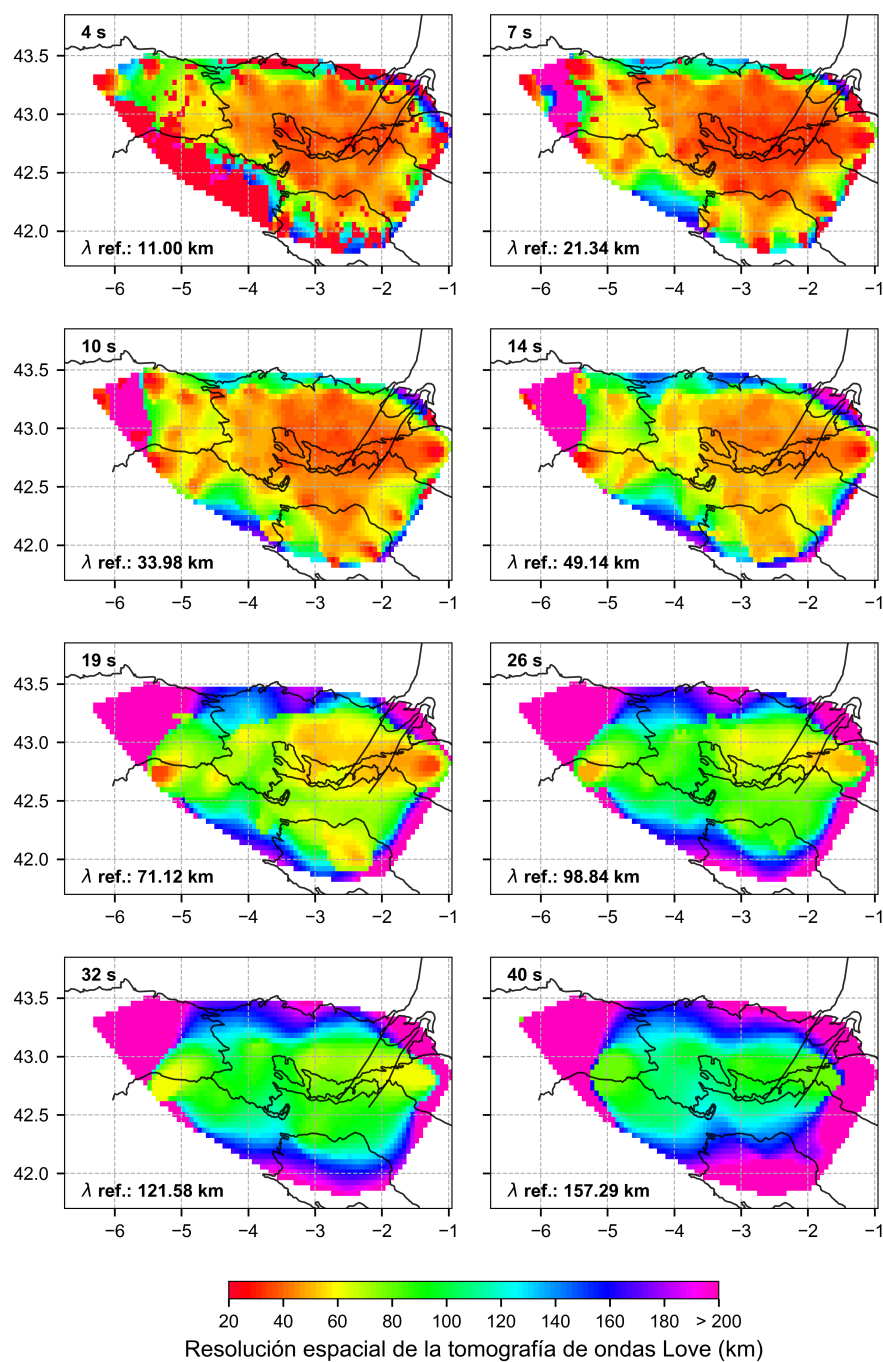 4 s
7 s
43.5
43.0
42.5
42.0
λ ref.: 11.00 km
λ ref.: 21.34 km
−6 −5 −4 −3 −2 −1
−6 −5 −4 −3 −2 −1
10 s
14 s
43.5
43.0
42.5
42.0
λ ref.: 33.98 km
λ ref.: 49.14 km
−6 −5 −4 −3 −2 −1
−6 −5 −4 −3 −2 −1
19 s
26 s
43.5
43.0
42.5
42.0
λ ref.: 71.12 km
λ ref.: 98.84 km
−6 −5 −4 −3 −2 −1
−6 −5 −4 −3 −2 −1
32 s
40 s
43.5
43.0
42.5
42.0
λ ref.: 121.58 km
λ ref.: 157.29 km
−6 −5 −4 −3 −2 −1
−6 −5 −4 −3 −2 −1
20 40 60 80 100 120 140 160 180 > 200
Resolución espacial de la tomografía de ondas Love (km)